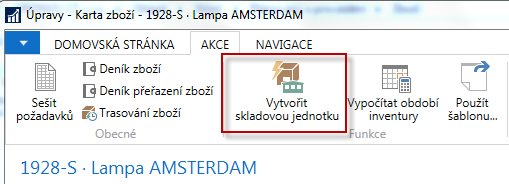 Úpravy - Karta zboží - 1928-S · Lampa AMSTERDAM
DOMOVSKÁ STRÁNKA AKCE NAVIGACE
Sešit požadavků
Deník zboží
Deník přeřazení zboží
Trasování zboží
Vytvořit skladovou jednotku
Vypočítat období inventury
Použít šablonu...
Obecné
Funkce
1928-S · Lampa AMSTERDAM